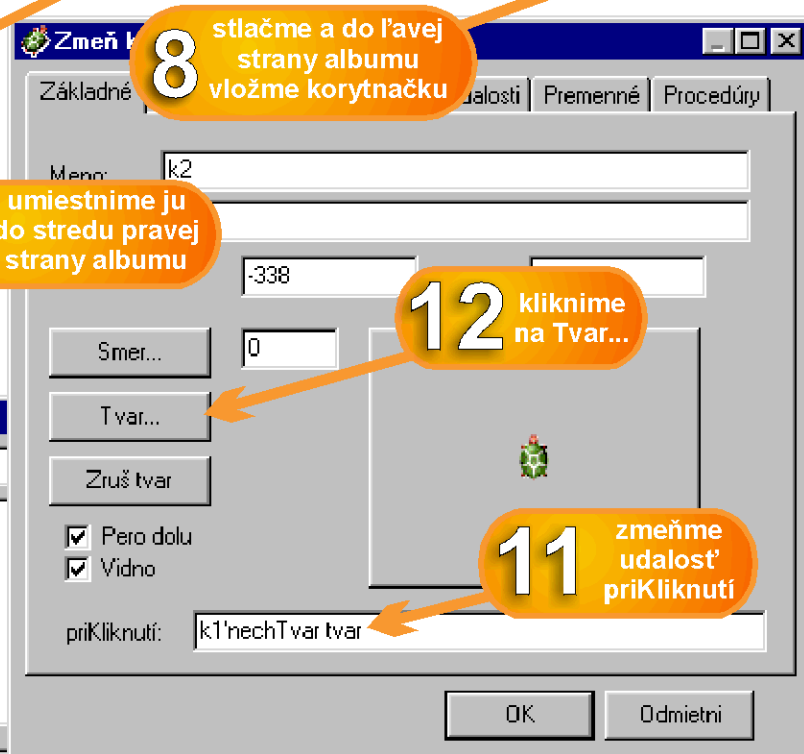 Zmeň k
8 stlačme a do ľavej
strany albumu
vložme korytnačku
Základné Premenné Procedúry
Meno: k2
umiestnime ju
do stredu pravej
strany albumu
-338
12 kliknime
na Tvar...
Smer... 0
Tvar...
Zruš tvar
Pero dolu
Vidno
11 zmeňme
udalosť
priKliknutí
priKliknutí: k1'nechTvar tvar
OK Odmietni